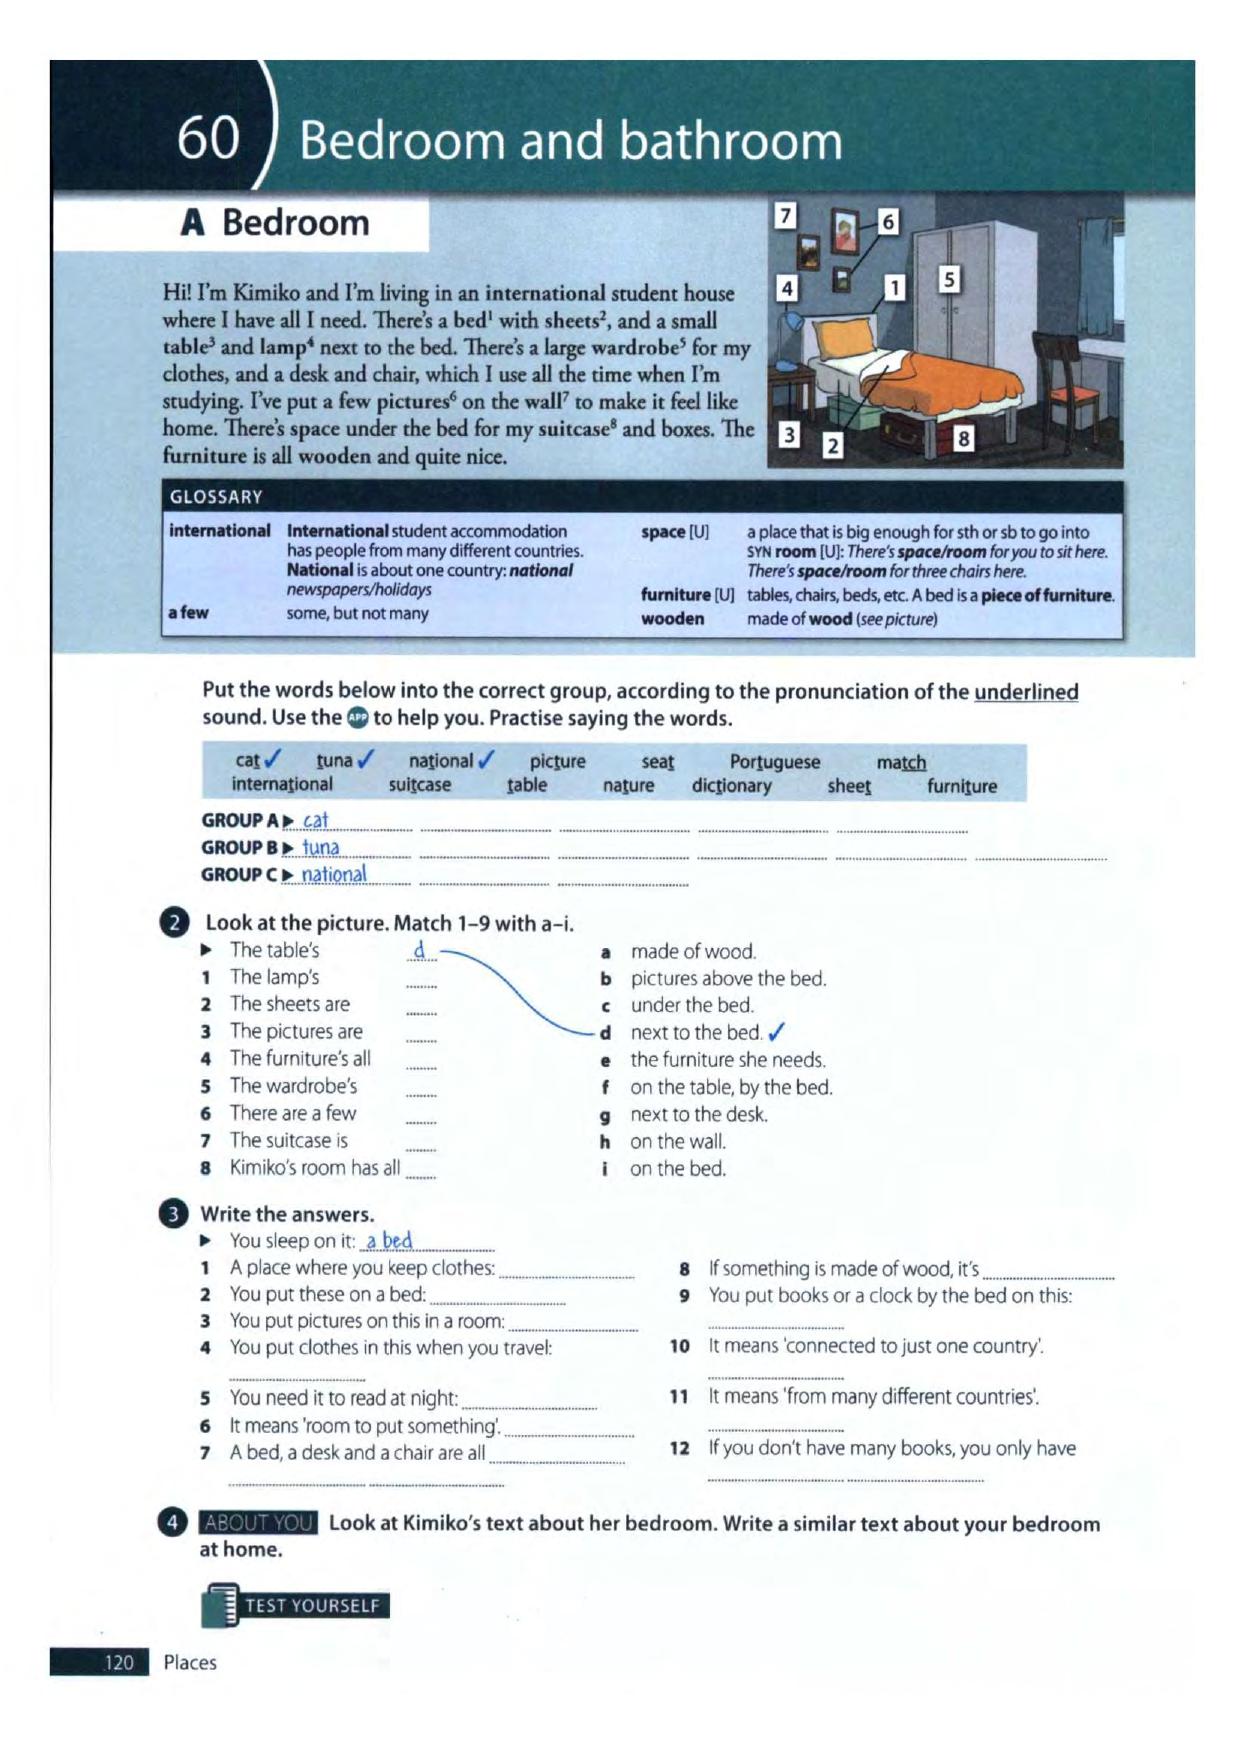 60 Bedroom and bathroom
A Bedroom
Hi! I'm Kimiko and I'm living in an international student house
where I have all I need. There's a bed¹ with sheets², and a small
table³ and lamp⁴ next to the bed. There's a large wardrobe⁵ for my
clothes, and a desk and chair, which I use all the time when I'm
studying. I've put a few pictures⁶ on the wall⁷ to make it feel like
home. There's space under the bed for my suitcase⁸ and boxes. The
furniture is all wooden and quite nice.
7
6
4
1
5
3
2
8
GLOSSARY
international International student accommodation
has people from many different countries.
National is about one country: national
newspapers/holidays
a few some, but not many
space [U] a place that is big enough for sth or sb to go into
SYN room [U]: There's space/room for you to sit here.
There's space/room for three chairs here.
furniture [U] tables, chairs, beds, etc. A bed is a piece of furniture.
wooden made of wood (see picture)
Put the words below into the correct group, according to the pronunciation of the underlined
sound. Use the APP to help you. Practise saying the words.
cat ✓ tuna ✓ national ✓ picture seat Portuguese match
international suitcase table nature dictionary sheet furniture
GROUP A ▶ cat
GROUP B ▶ tuna
GROUP C ▶ national
2 Look at the picture. Match 1–9 with a–i.
▶ The table's d
1 The lamp's
2 The sheets are
3 The pictures are
4 The furniture's all
5 The wardrobe's
6 There are a few
7 The suitcase is
8 Kimiko's room has all
a made of wood.
b pictures above the bed.
c under the bed.
d next to the bed. ✓
e the furniture she needs.
f on the table, by the bed.
g next to the desk.
h on the wall.
i on the bed.
3 Write the answers.
▶ You sleep on it: a bed
1 A place where you keep clothes:
2 You put these on a bed:
3 You put pictures on this in a room:
4 You put clothes in this when you travel:
5 You need it to read at night:
6 It means 'room to put something'.
7 A bed, a desk and a chair are all
8 If something is made of wood, it's
9 You put books or a clock by the bed on this:
10 It means 'connected to just one country'.
11 It means 'from many different countries'.
12 If you don't have many books, you only have
4 ABOUT YOU Look at Kimiko's text about her bedroom. Write a similar text about your bedroom
at home.
TEST YOURSELF
120 Places